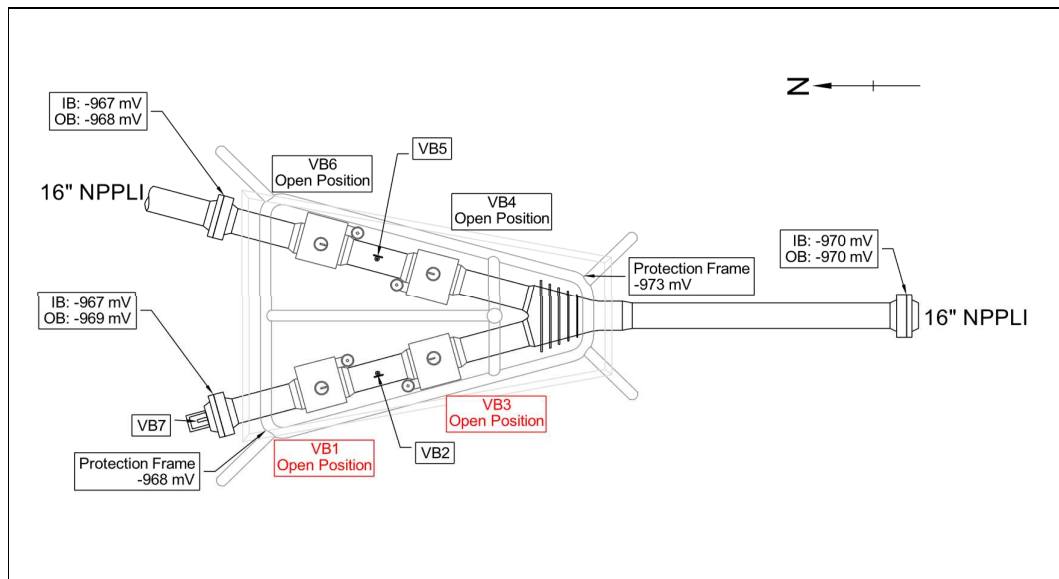 N
IB: -967 mV
OB: -968 mV
VB5
VB6
Open Position
16" NPPLI
VB4
Open Position
IB: -970 mV
OB: -970 mV
Protection Frame
-973 mV
IB: -967 mV
OB: -969 mV
16" NPPLI
VB3
Open Position
VB7
VB2
VB1
Open Position
Protection Frame
-968 mV